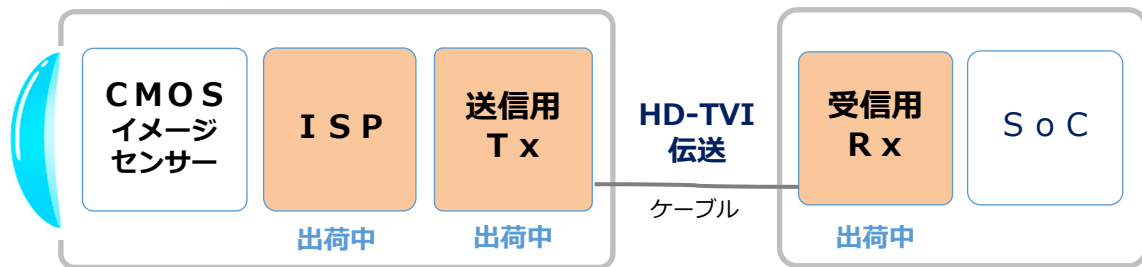 ＣＭＯＳ
イメージ
センサー
ＩＳＰ
出荷中
送信用
Ｔｘ
出荷中
HD-TVI
伝送
ケーブル
受信用
Ｒｘ
出荷中
ＳｏＣ